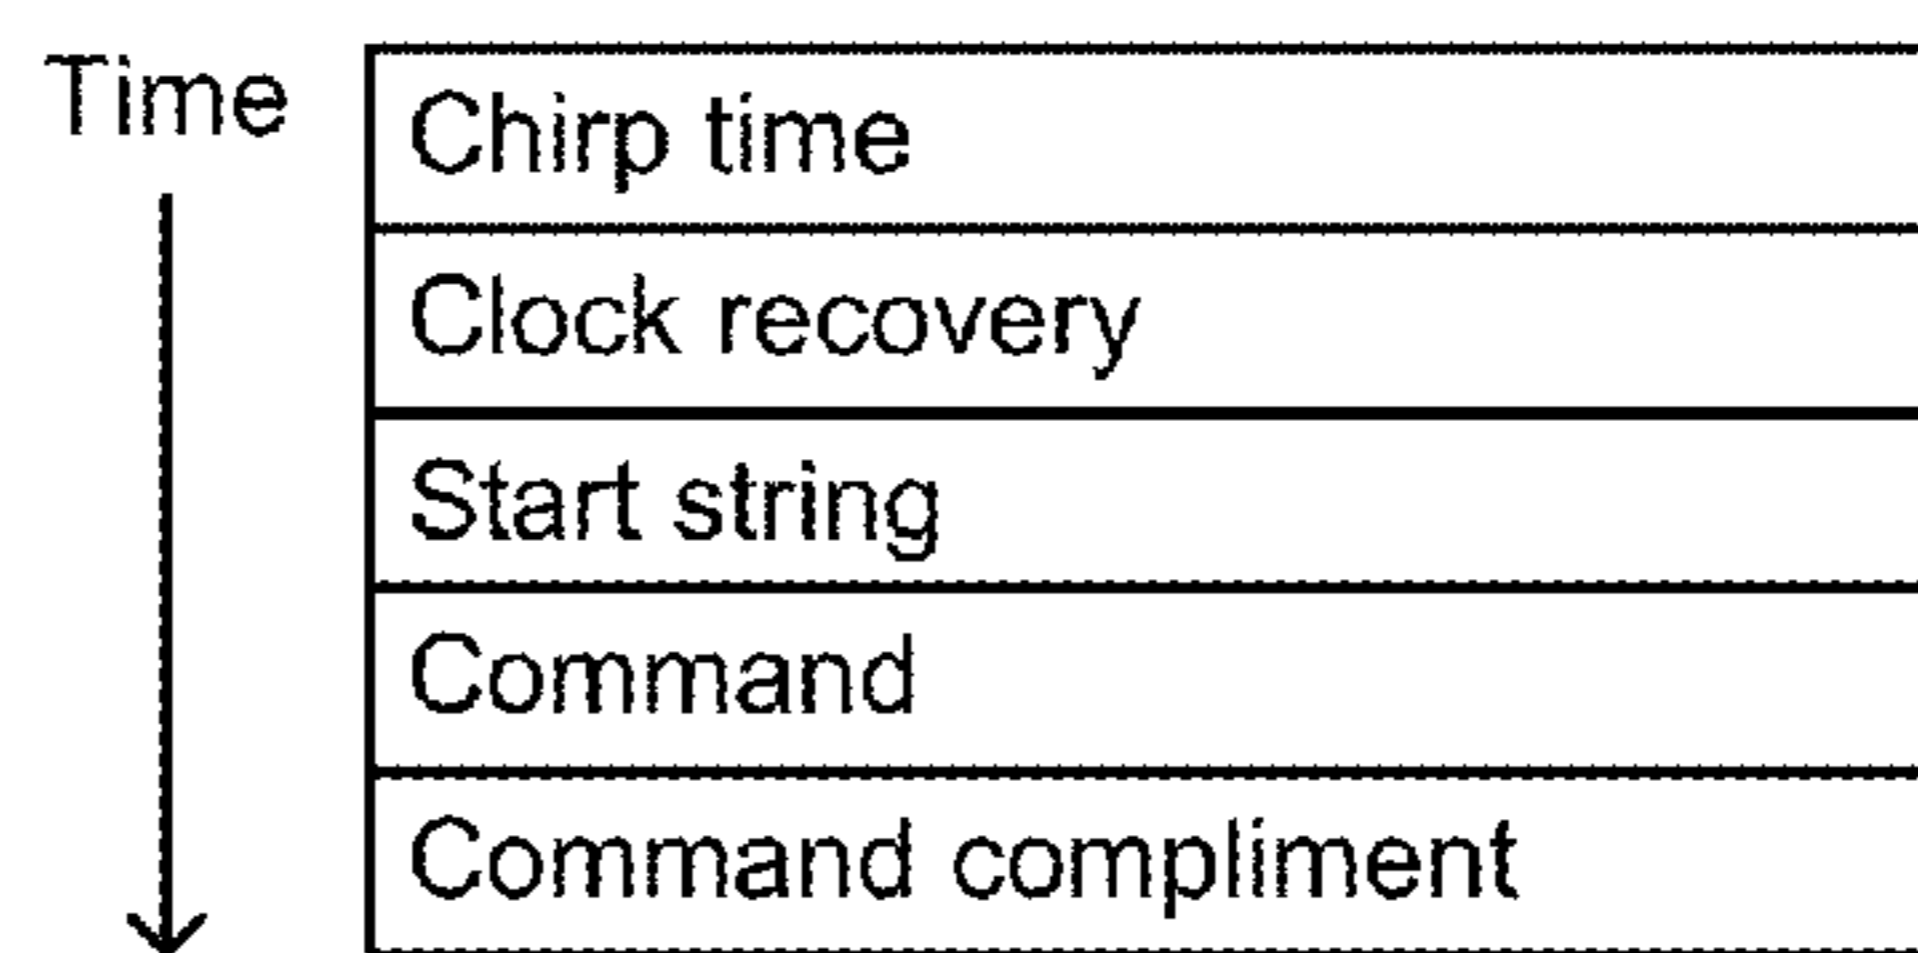 Time
Chirp time
Clock recovery
Start string
Command
Command compliment